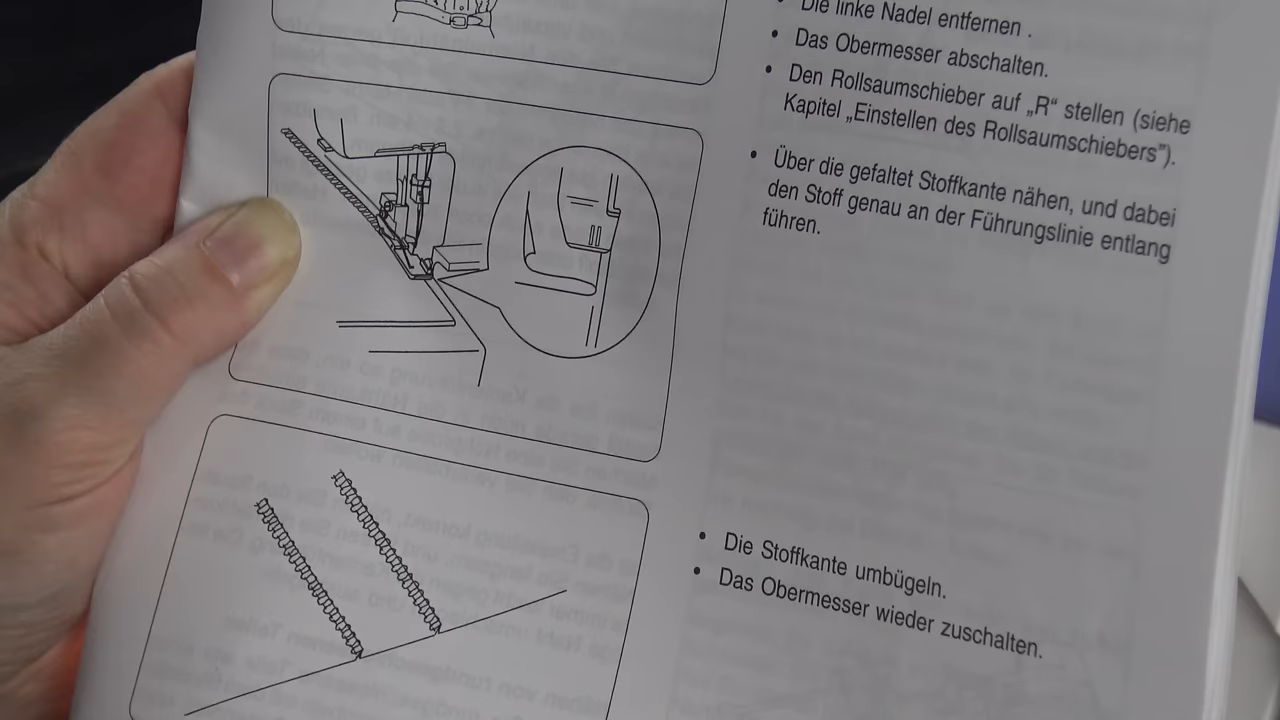 Die linke Nadel entfernen .
• Das Obermesser abschalten.
• Den Rollsaumschieber auf „R“ stellen (siehe
Kapitel „Einstellen des Rollsaumschiebers”).
• Über die gefaltet Stoffkante nähen, und dabei
den Stoff genau an der Führungslinie entlang
führen.
• Die Stoffkante umbügeln.
• Das Obermesser wieder zuschalten.